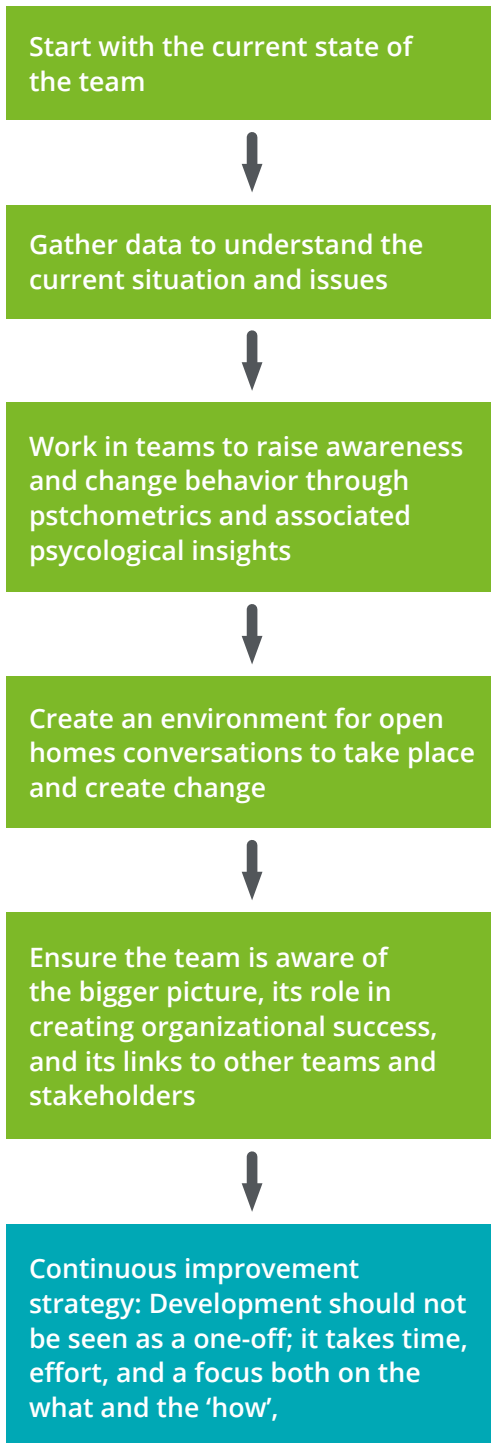 Start with the current state of
the team
Gather data to understand the
current situation and issues
Work in teams to raise awareness
and change behavior through
pstchometrics and associated
psycological insights
Create an environment for open
homes conversations to take place
and create change
Ensure the team is aware of
the bigger picture, its role in
creating organizational success,
and its links to other teams and
stakeholders
Continuous improvement
strategy: Development should not
be seen as a one-off; it takes time,
effort, and a focus both on the
what and the ‘how’,